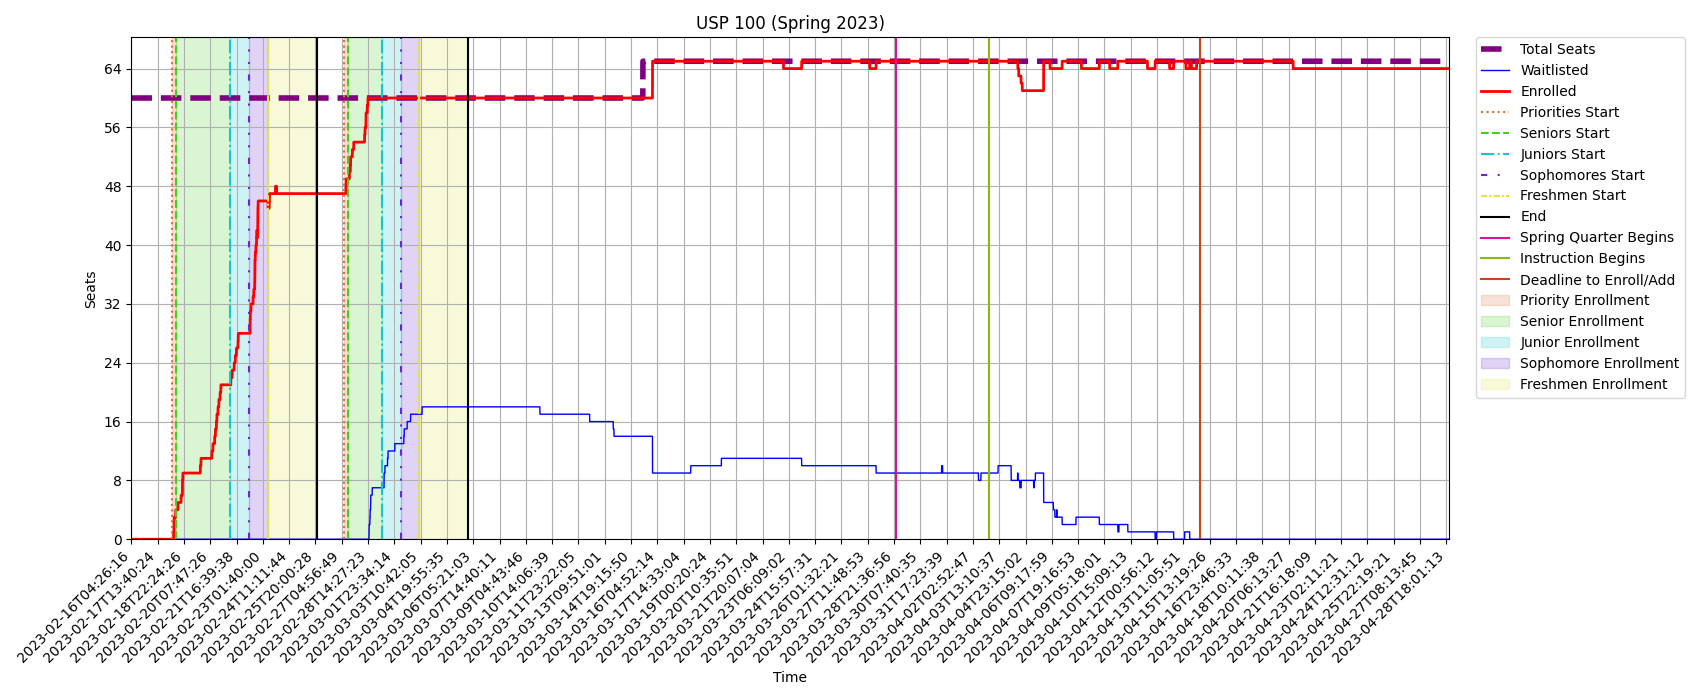 USP 100 (Spring 2023)
Seats
64
56
48
40
32
24
16
8
0
2023-02-16T04:26:16
2023-02-17T13:40:24
2023-02-18T22:24:26
2023-02-20T07:47:26
2023-02-21T16:39:38
2023-02-23T01:40:00
2023-02-24T11:11:44
2023-02-25T20:00:28
2023-02-27T04:56:49
2023-02-28T14:27:23
2023-03-01T23:34:14
2023-03-03T10:42:05
2023-03-04T19:55:35
2023-03-06T05:21:03
2023-03-07T14:40:11
2023-03-09T04:43:46
2023-03-10T14:06:39
2023-03-11T23:22:05
2023-03-13T09:51:01
2023-03-14T19:15:50
2023-03-16T04:52:14
2023-03-17T14:33:04
2023-03-19T00:20:24
2023-03-20T10:35:51
2023-03-21T20:07:04
2023-03-23T06:09:02
2023-03-24T15:57:31
2023-03-26T01:32:21
2023-03-27T11:48:53
2023-03-28T21:36:56
2023-03-30T07:40:35
2023-03-31T17:23:39
2023-04-02T02:52:47
2023-04-03T13:10:37
2023-04-04T23:15:02
2023-04-06T09:17:59
2023-04-07T19:16:53
2023-04-09T05:18:01
2023-04-10T15:09:13
2023-04-12T00:56:12
2023-04-13T11:05:51
2023-04-15T13:19:26
2023-04-16T23:46:33
2023-04-18T10:11:38
2023-04-20T06:13:27
2023-04-21T16:18:09
2023-04-23T02:11:21
2023-04-24T12:31:12
2023-04-25T22:19:21
2023-04-27T08:13:45
2023-04-28T18:01:13
Time
Total Seats
Waitlisted
Enrolled
Priorities Start
Seniors Start
Juniors Start
Sophomores Start
Freshmen Start
End
Spring Quarter Begins
Instruction Begins
Deadline to Enroll/Add
Priority Enrollment
Senior Enrollment
Junior Enrollment
Sophomore Enrollment
Freshmen Enrollment